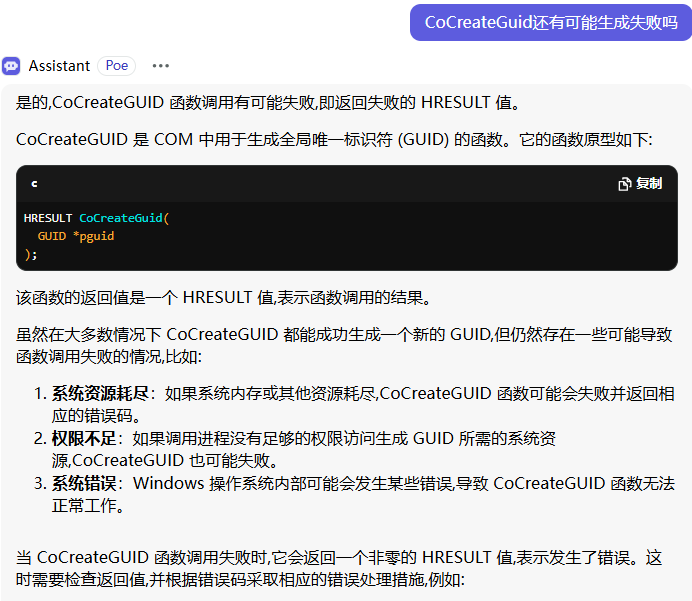 CoCreateGuid还有可能生成失败吗
Assistant Poe
是的,CoCreateGUID 函数调用有可能失败,即返回失败的 HRESULT 值。
CoCreateGUID 是 COM 中用于生成全局唯一标识符 (GUID) 的函数。它的函数原型如下:
c 复制
HRESULT CoCreateGuid(
GUID *pguid
);
该函数的返回值是一个 HRESULT 值,表示函数调用的结果。
虽然在大多数情况下 CoCreateGUID 都能成功生成一个新的 GUID,但仍然存在一些可能导致
函数调用失败的情况,比如:
1. 系统资源耗尽：如果系统内存或其他资源耗尽,CoCreateGUID 函数可能会失败并返回相
应的错误码。
2. 权限不足：如果调用进程没有足够的权限访问生成 GUID 所需的系统资
源,CoCreateGUID 也可能失败。
3. 系统错误：Windows 操作系统内部可能会发生某些错误,导致 CoCreateGUID 函数无法
正常工作。
当 CoCreateGUID 函数调用失败时,它会返回一个非零的 HRESULT 值,表示发生了错误。这
时需要检查返回值,并根据错误码采取相应的错误处理措施,例如: